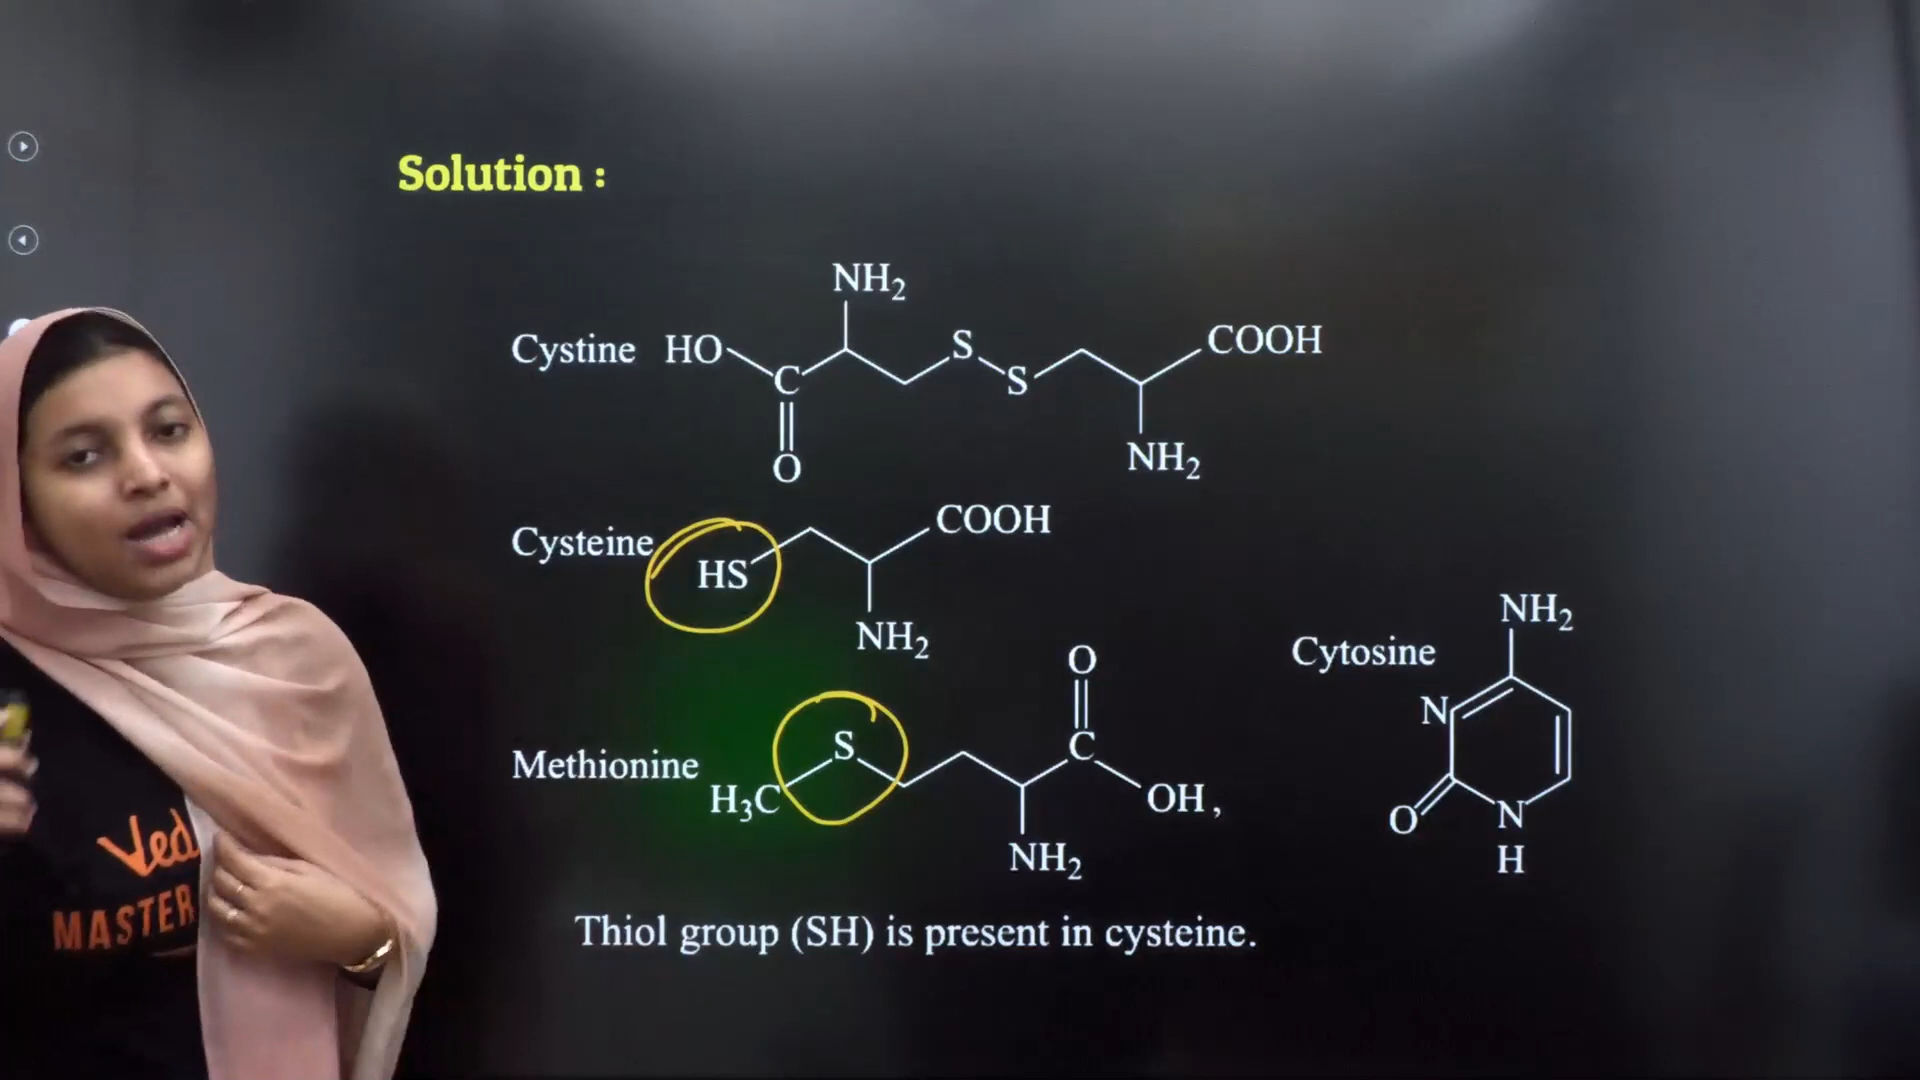 Solution :
NH₂
Cystine HO C S S COOH
O NH₂
Cysteine HS COOH
NH₂
Cytosine NH₂
N
O N
H
Methionine H₃C S C OH ,
O
NH₂
Thiol group (SH) is present in cysteine.
Ved
MASTER